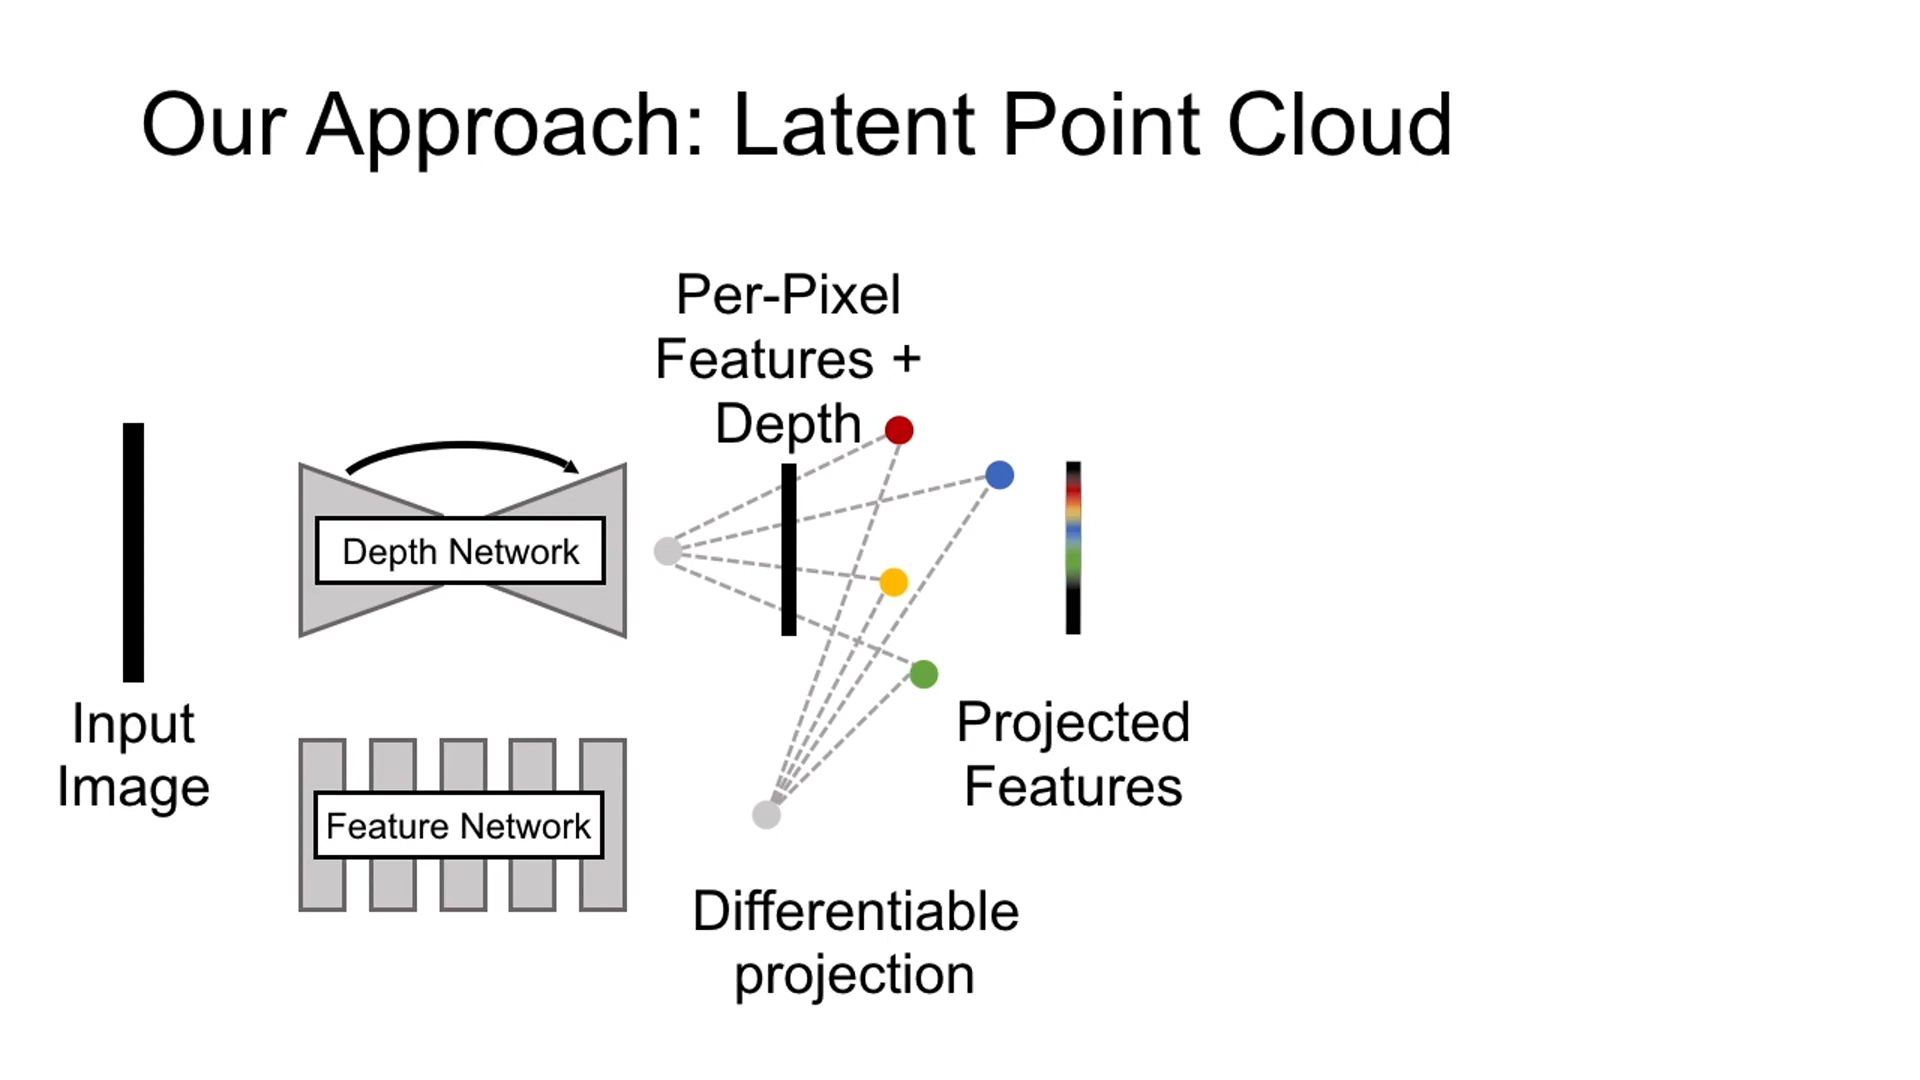 Our Approach: Latent Point Cloud
Per-Pixel
Features +
Depth
Input
Image
Depth Network
Feature Network
Projected
Features
Differentiable
projection